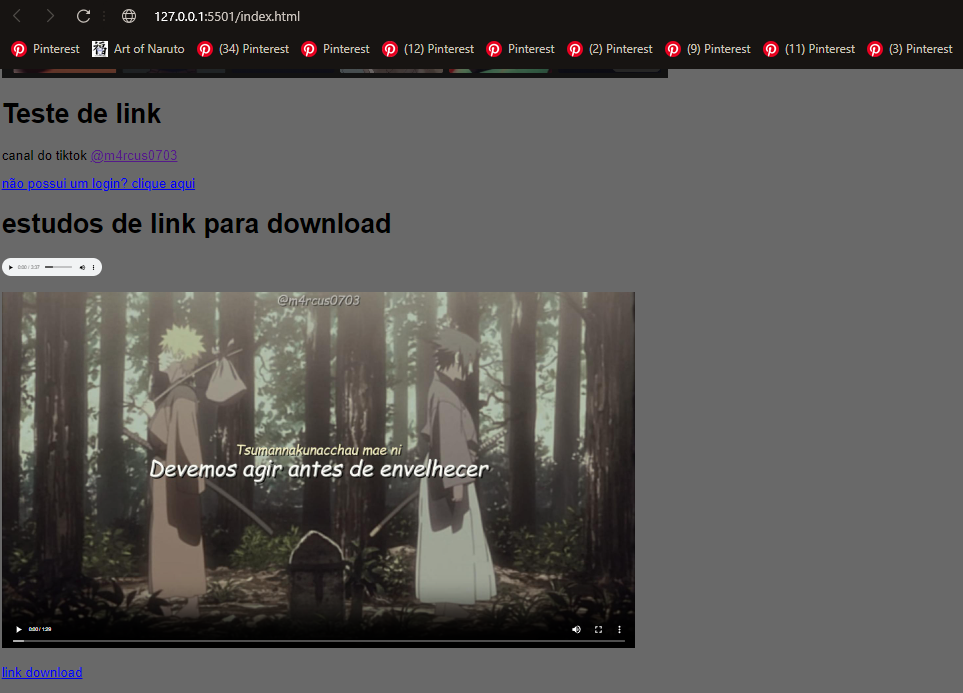 127.0.0.1:5501/index.html
Pinterest Art of Naruto (34) Pinterest Pinterest (12) Pinterest Pinterest (2) Pinterest (9) Pinterest (11) Pinterest (3) Pinterest
Teste de link
canal do tiktok @m4rcus0703
não possui um login? clique aqui
estudos de link para download
0:00 / 3:37
@m4rcus0703
Tsumannakunacchau mae ni
Devemos agir antes de envelhecer
0:00 / 1:29
link download